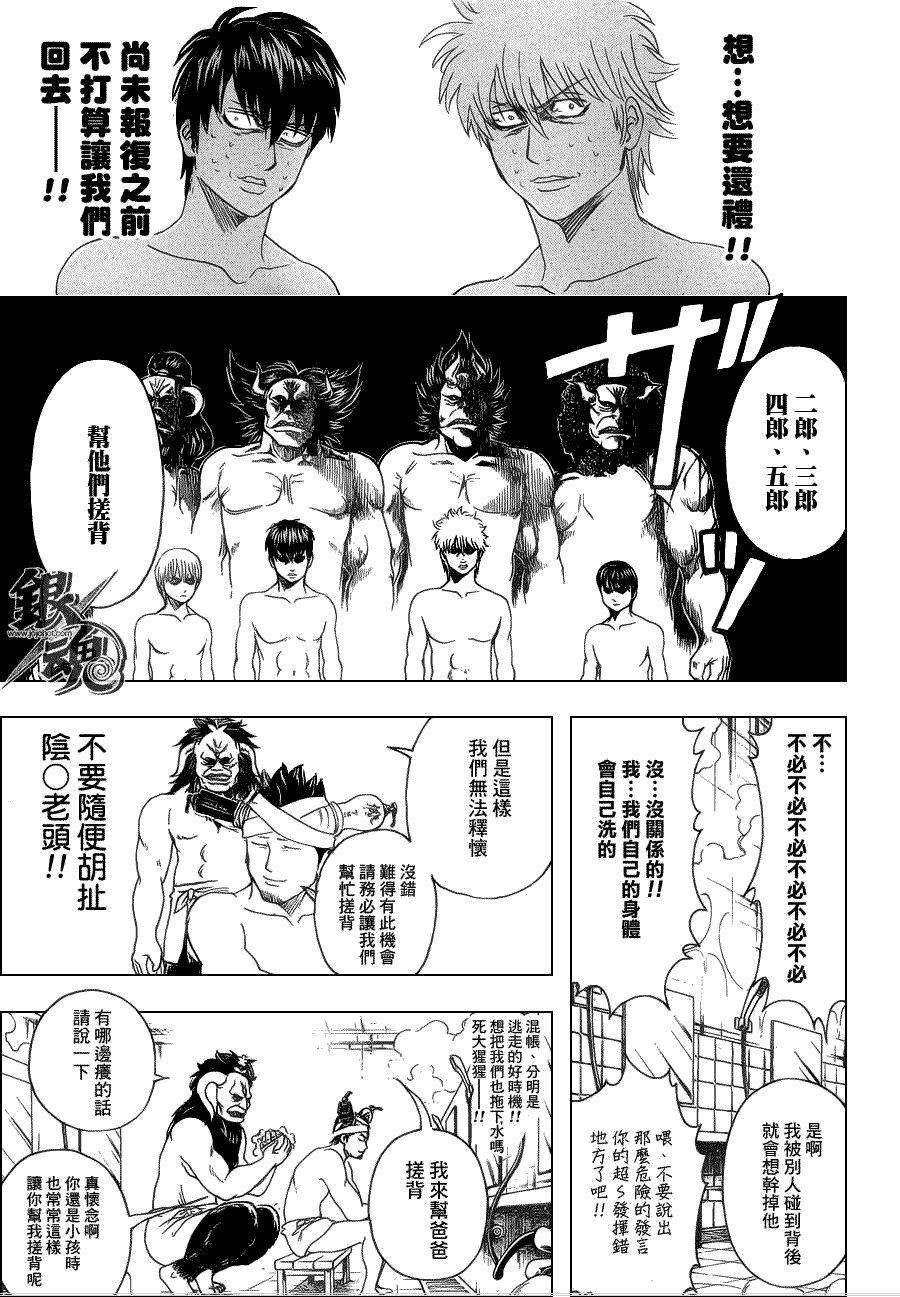 想…想要還禮!!
尚未報復之前
不打算讓我們
回去——!!
ザッ
二郎、三郎
四郎、五郎
幫他們搓背
銀魂
www.jojohot.com
不…
不必不必不必不必不必不必
沒…沒關係的!!
我…我們自己的身體
會自己洗的
是啊
我被別人碰到背後
就會想幹掉他
喂、不要說出
那麼危險的發言
你的超S發揮錯
地方了吧!!
但是這樣
我們無法釋懷
沒錯
難得有此機會
請務必讓我們
幫忙搓背
不要隨便胡扯
陰○老頭!!
混帳、分明是
逃走的好時機!!
想把我們也拖下水嗎
死大猩猩——!!
我來幫爸爸
搓背
有哪邊癢的話
請說一下
真懷念啊
你還是小孩時
也常常這樣
讓你幫我搓背呢